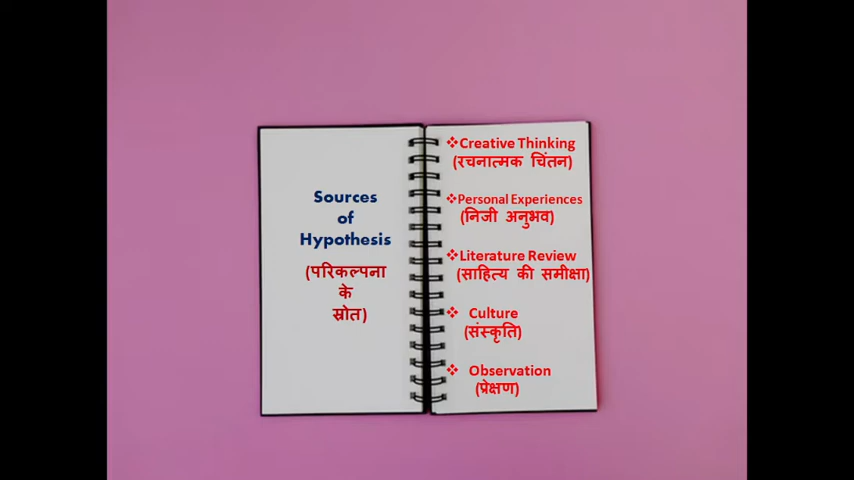 Sources
of
Hypothesis
(परिकल्पना
के
स्रोत)
❖Creative Thinking
(रचनात्मक चिंतन)
❖Personal Experiences
(निजी अनुभव)
❖Literature Review
(साहित्य की समीक्षा)
❖ Culture
(संस्कृति)
❖ Observation
(प्रेक्षण)